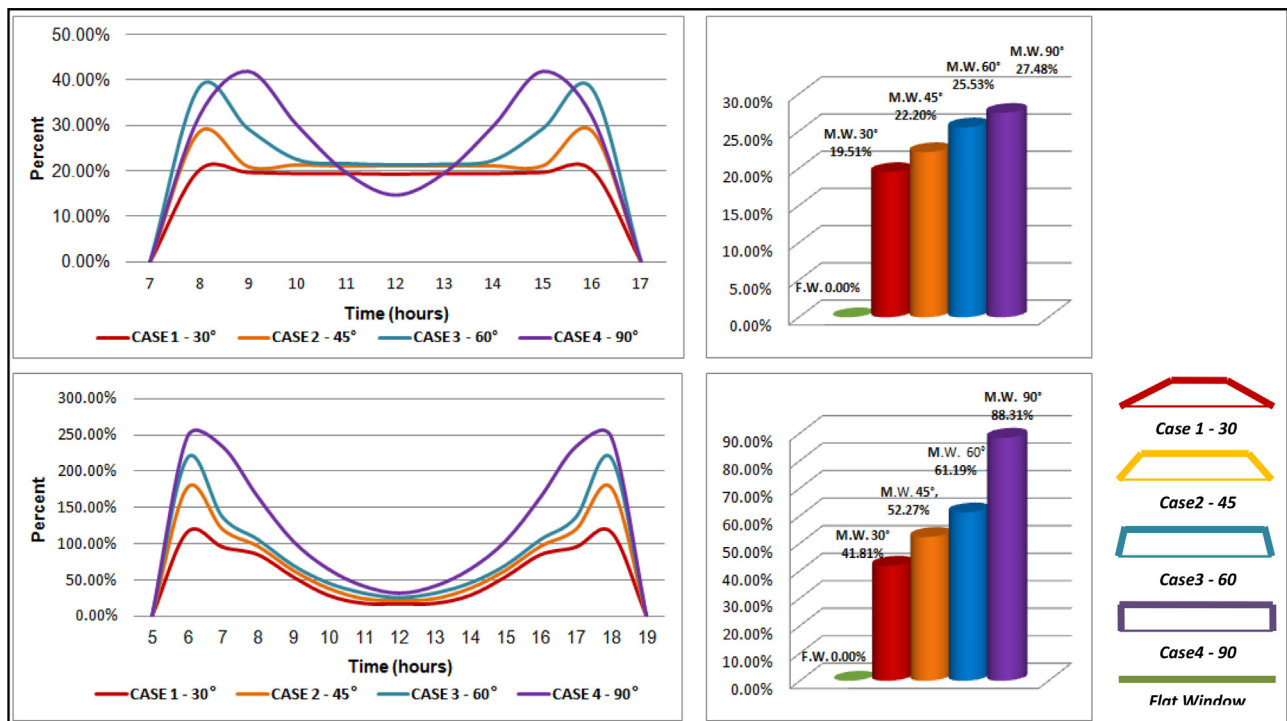 50.00%
40.00%
30.00%
20.00%
10.00%
0.00%
Percent
7 8 9 10 11 12 13 14 15 16 17
Time (hours)
CASE 1 - 30° CASE 2 - 45° CASE 3 - 60° CASE 4 - 90°
M.W. 90°
27.48%
M.W. 60°
25.53%
M.W. 45°
22.20%
M.W. 30°
19.51%
F.W. 0.00%
30.00%
25.00%
20.00%
15.00%
10.00%
5.00%
0.00%
300.00%
250.00%
200.00%
150.00%
100.00%
50.00%
0.00%
Percent
5 6 7 8 9 10 11 12 13 14 15 16 17 18 19
Time (hours)
CASE 1 - 30° CASE 2 - 45° CASE 3 - 60° CASE 4 - 90°
M.W. 90°
88.31%
M.W. 60°
61.19%
M.W. 45°,
52.27%
M.W. 30°
41.81%
F.W. 0.00%
90.00%
80.00%
70.00%
60.00%
50.00%
40.00%
30.00%
20.00%
10.00%
0.00%
Case 1 - 30
Case2 - 45
Case3 - 60
Case4 - 90
Flat Window